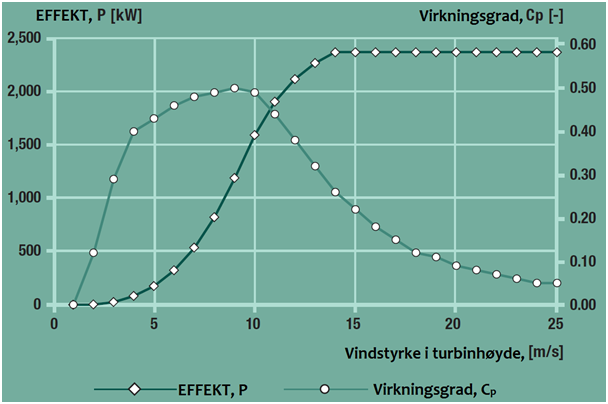 EFFEKT, P [kW] Virkningsgrad, Cp [-]
2,500 0.60
2,000 0.50
1,500 0.40
1,000 0.30
0.20
500 0.10
0 0.00
0 5 10 15 20 25
Vindstyrke i turbinhøyde, [m/s]
EFFEKT, P Virkningsgrad, CP